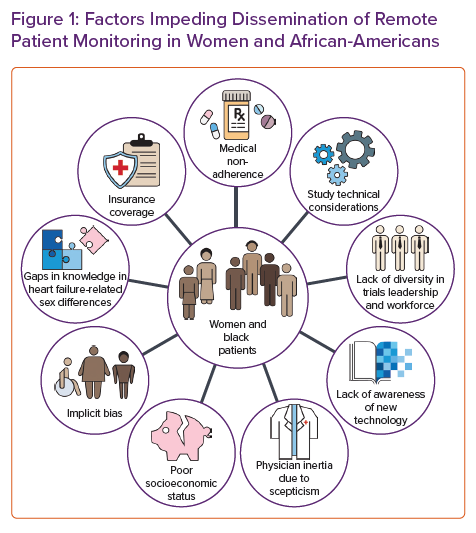 Figure 1: Factors Impeding Dissemination of Remote
Patient Monitoring in Women and African-Americans
Rx
Medical
non-
adherence
Study technical
considerations
Lack of diversity in
trials leadership
and workforce
Lack of awareness
of new
technology
Physician inertia
due to
scepticism
Poor
socioeconomic
status
Implicit bias
Gaps in knowledge in
heart failure-related
sex differences
Insurance
coverage
Women and
black
patients